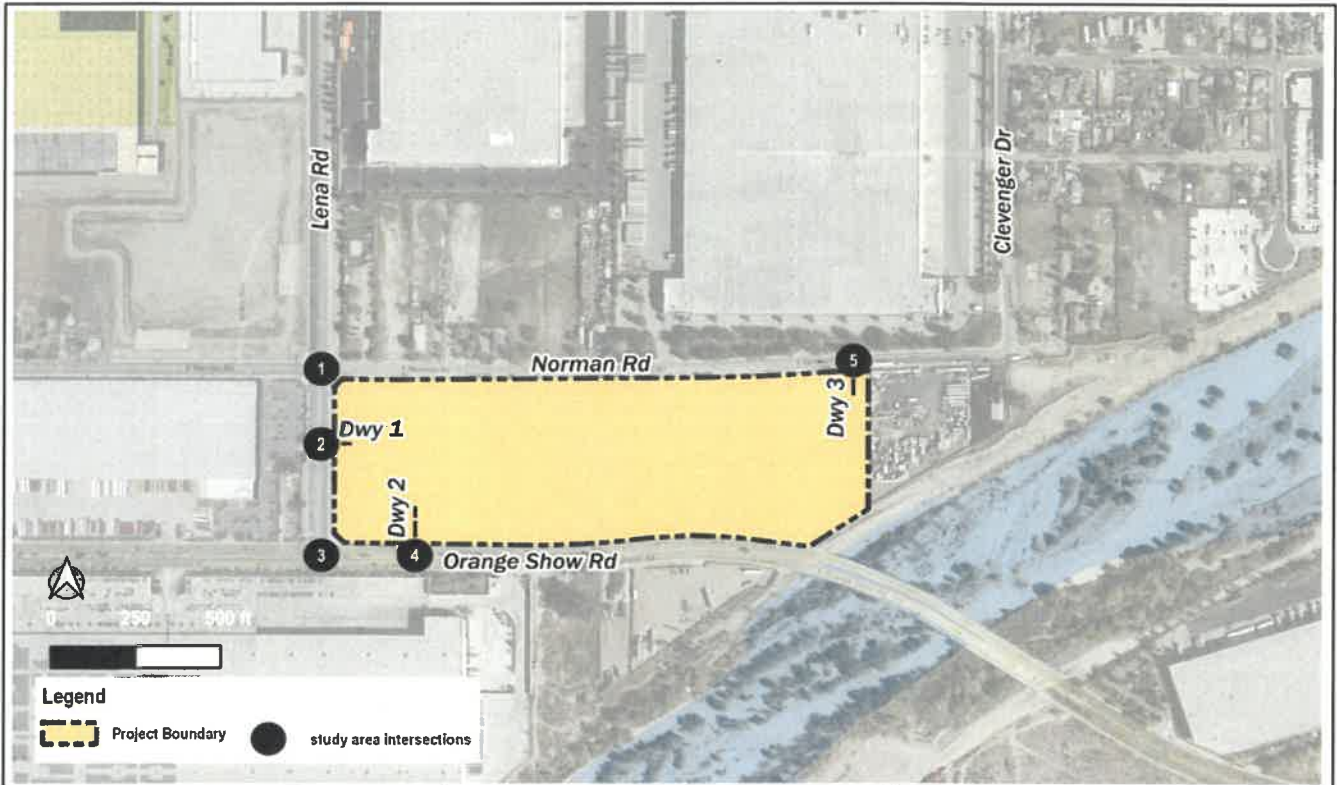 Lena Rd
Clevenger Dr
1
Norman Rd
5
Dwy 3
2
Dwy 1
Dwy 2
3
4
Orange Show Rd
0 250 500 ft
Legend
Project Boundary
study area intersections